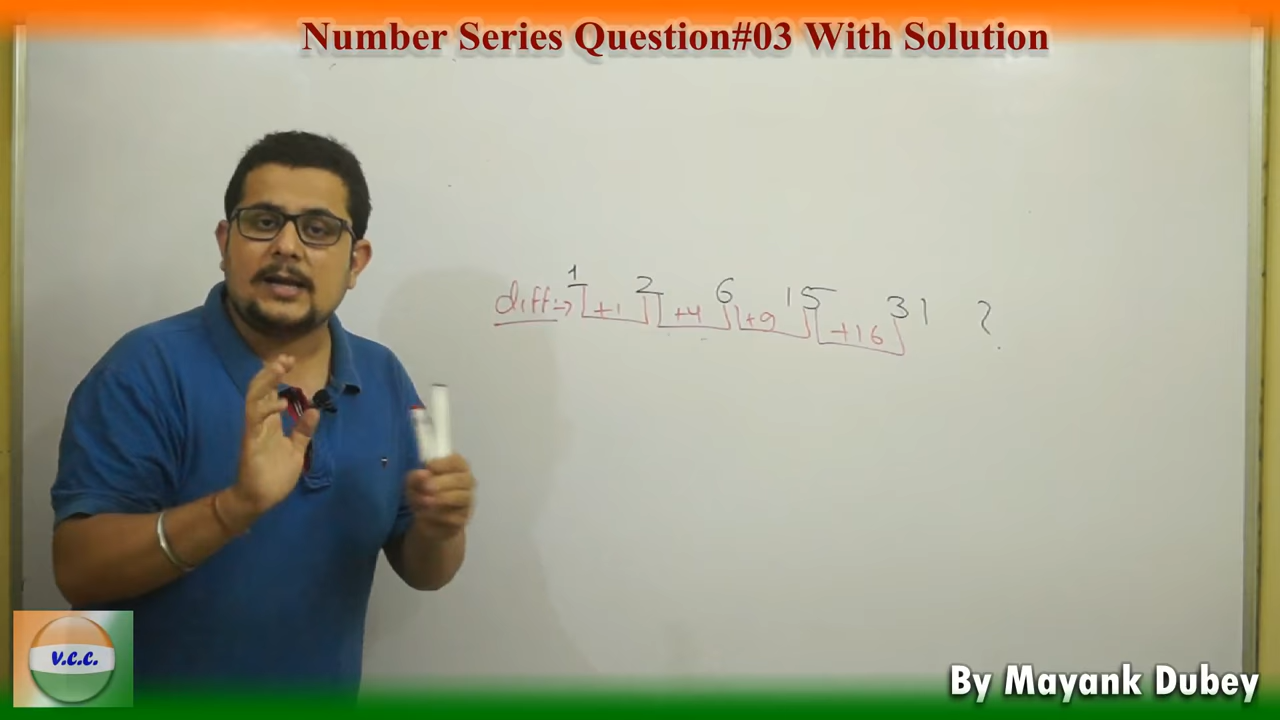 Number Series Question#03 With Solution
1 2 6 15 31 ?
diff:→ +1 +4 +9 +16
V.C.C.
By Mayank Dubey